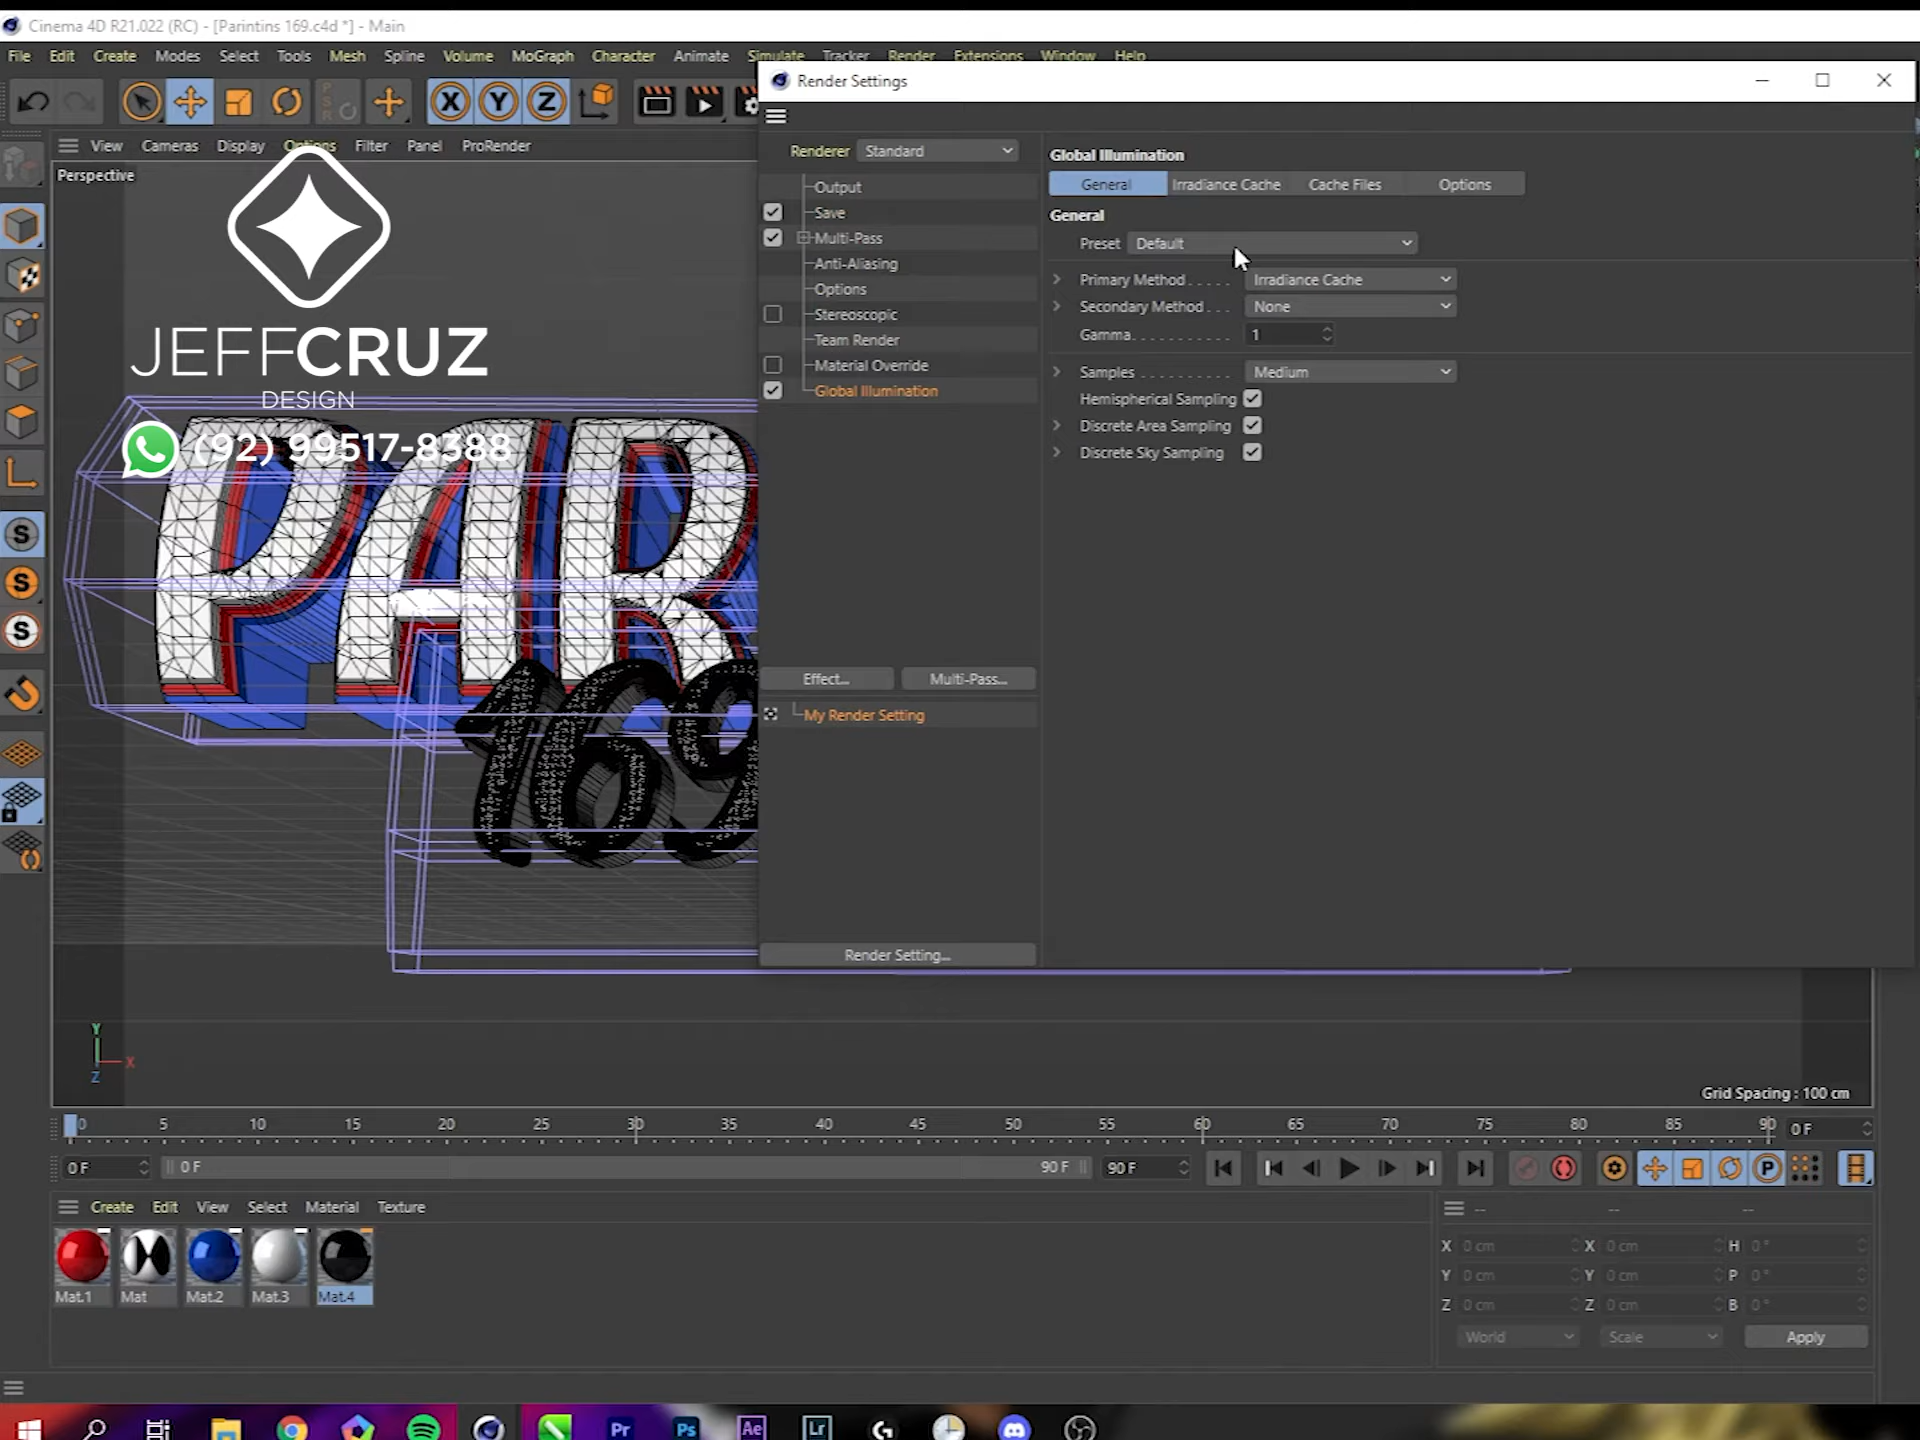 Cinema 4D R21.022 (RC) - [Parintins 169.c4d *] - Main
File Edit Create Modes Select Tools Mesh Spline Volume MoGraph Character Animate Simulate Tracker Render Extensions Window Help
Render Settings
X Y Z
View Cameras Display Options Filter Panel ProRender
Perspective
JEFFCRUZ
DESIGN
(92) 99517-8388
PAR
169
Renderer Standard
Output
Save
Multi-Pass
Anti-Aliasing
Options
Stereoscopic
Team Render
Material Override
Global Illumination
Effect... Multi-Pass...
My Render Setting
Render Setting...
Global Illumination
General Irradiance Cache Cache Files Options
General
Preset Default
Primary Method . . . . . Irradiance Cache
Secondary Method . . . None
Gamma. . . . . . . . . . . 1
Samples . . . . . . . . . . Medium
Hemispherical Sampling
Discrete Area Sampling
Discrete Sky Sampling
S
S
S
Y
X
Z
Grid Spacing : 100 cm
0 5 10 15 20 25 30 35 40 45 50 55 60 65 70 75 80 85 90 0 F
0 F 0 F 90 F 90 F P
Create Edit View Select Material Texture
Mat.1 Mat Mat.2 Mat.3 Mat.4
-- -- --
X 0 cm X 0 cm H 0 °
Y 0 cm Y 0 cm P 0 °
Z 0 cm Z 0 cm B 0 °
World Scale Apply
Pr Ps Ae Lr